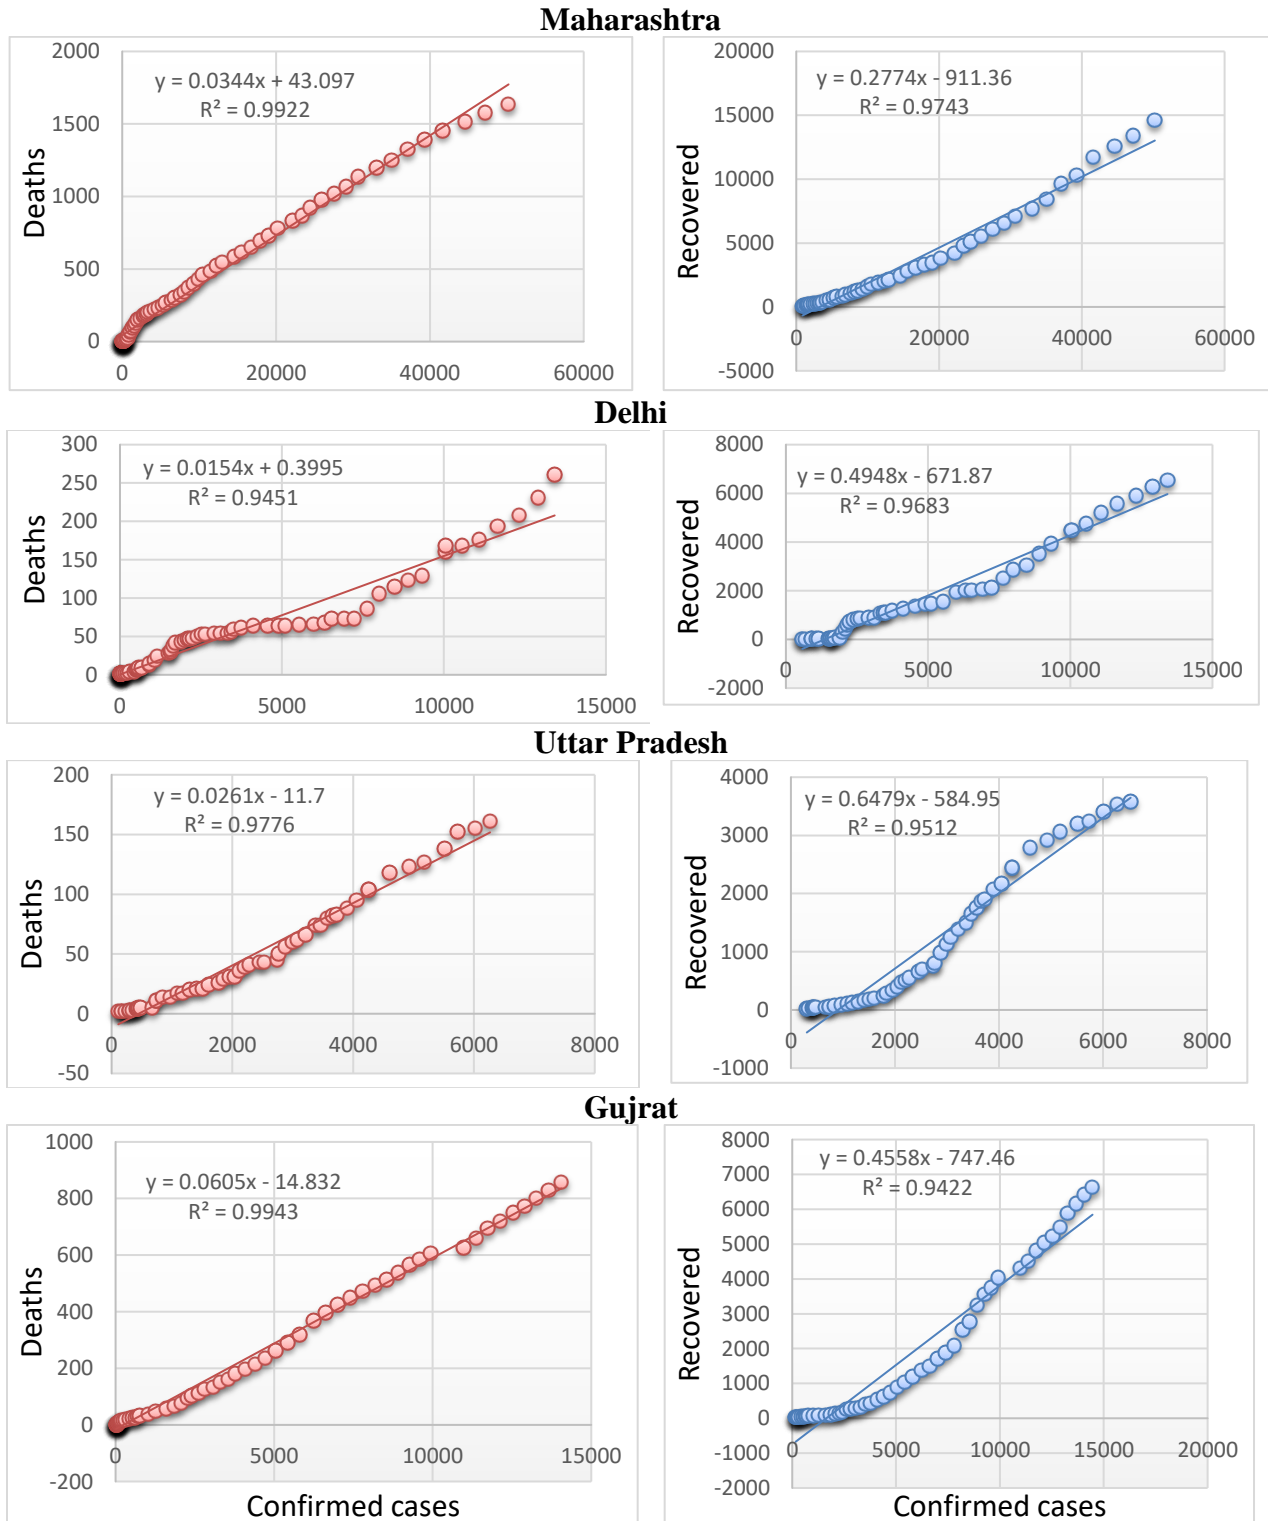 Maharashtra
2000
1500
1000
500
0
Deaths
y = 0.0344x + 43.097
R² = 0.9922
0 20000 40000 60000
20000
15000
10000
5000
0
-5000
Recovered
y = 0.2774x - 911.36
R² = 0.9743
0 20000 40000 60000
Delhi
300
250
200
150
100
50
0
Deaths
y = 0.0154x + 0.3995
R² = 0.9451
0 5000 10000 15000
8000
6000
4000
2000
0
-2000
Recovered
y = 0.4948x - 671.87
R² = 0.9683
0 5000 10000 15000
Uttar Pradesh
200
150
100
50
0
-50
Deaths
y = 0.0261x - 11.7
R² = 0.9776
0 2000 4000 6000 8000
4000
3000
2000
1000
0
-1000
Recovered
y = 0.6479x - 584.95
R² = 0.9512
0 2000 4000 6000 8000
Gujrat
1000
800
600
400
200
0
-200
Deaths
y = 0.0605x - 14.832
R² = 0.9943
0 5000 10000 15000
Confirmed cases
8000
7000
6000
5000
4000
3000
2000
1000
0
-1000
-2000
Recovered
y = 0.4558x - 747.46
R² = 0.9422
0 5000 10000 15000 20000
Confirmed cases